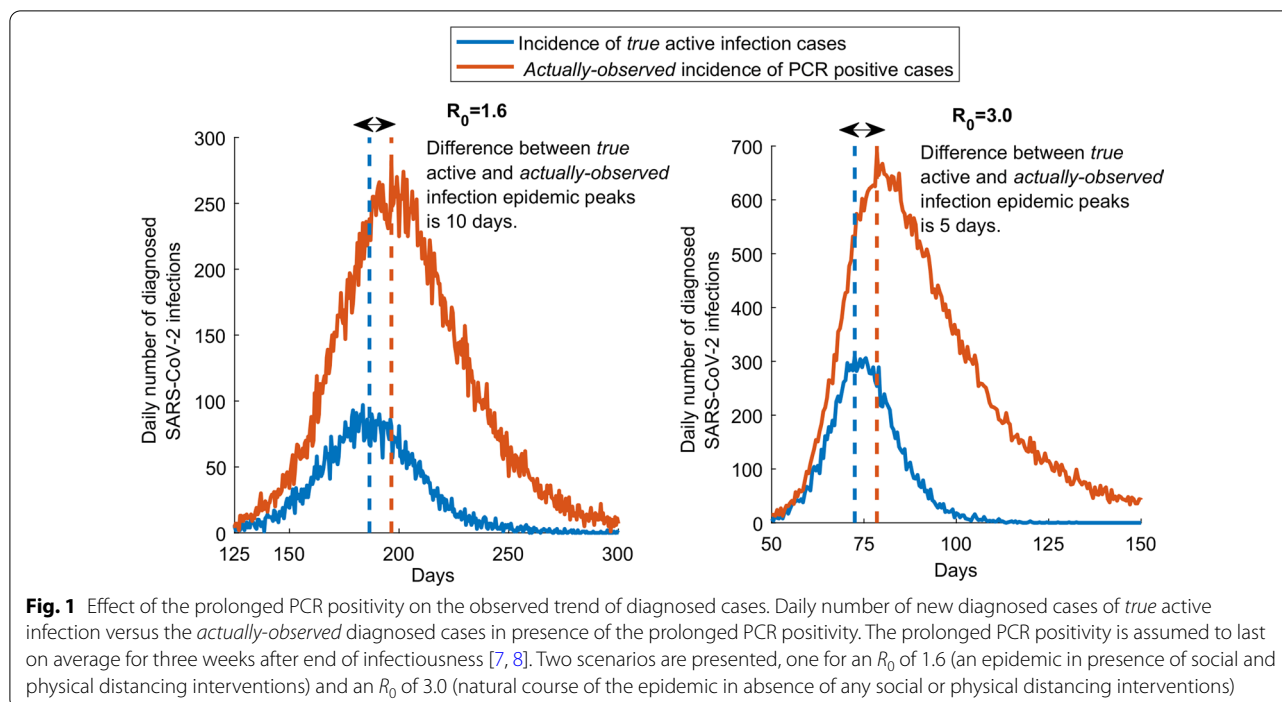 Incidence of true active infection cases
Actually-observed incidence of PCR positive cases
R0=1.6
Difference between true
active and actually-observed
infection epidemic peaks
is 10 days.
Daily number of diagnosed
SARS-CoV-2 infections
300
250
200
150
100
50
0
125
150
200
250
300
Days
R0=3.0
Difference between true
active and actually-observed
infection epidemic peaks
is 5 days.
Daily number of diagnosed
SARS-CoV-2 infections
700
600
500
400
300
200
100
0
50
75
100
125
150
Days
Fig. 1 Effect of the prolonged PCR positivity on the observed trend of diagnosed cases. Daily number of new diagnosed cases of true active
infection versus the actually-observed diagnosed cases in presence of the prolonged PCR positivity. The prolonged PCR positivity is assumed to last
on average for three weeks after end of infectiousness [7, 8]. Two scenarios are presented, one for an R0 of 1.6 (an epidemic in presence of social and
physical distancing interventions) and an R0 of 3.0 (natural course of the epidemic in absence of any social or physical distancing interventions)